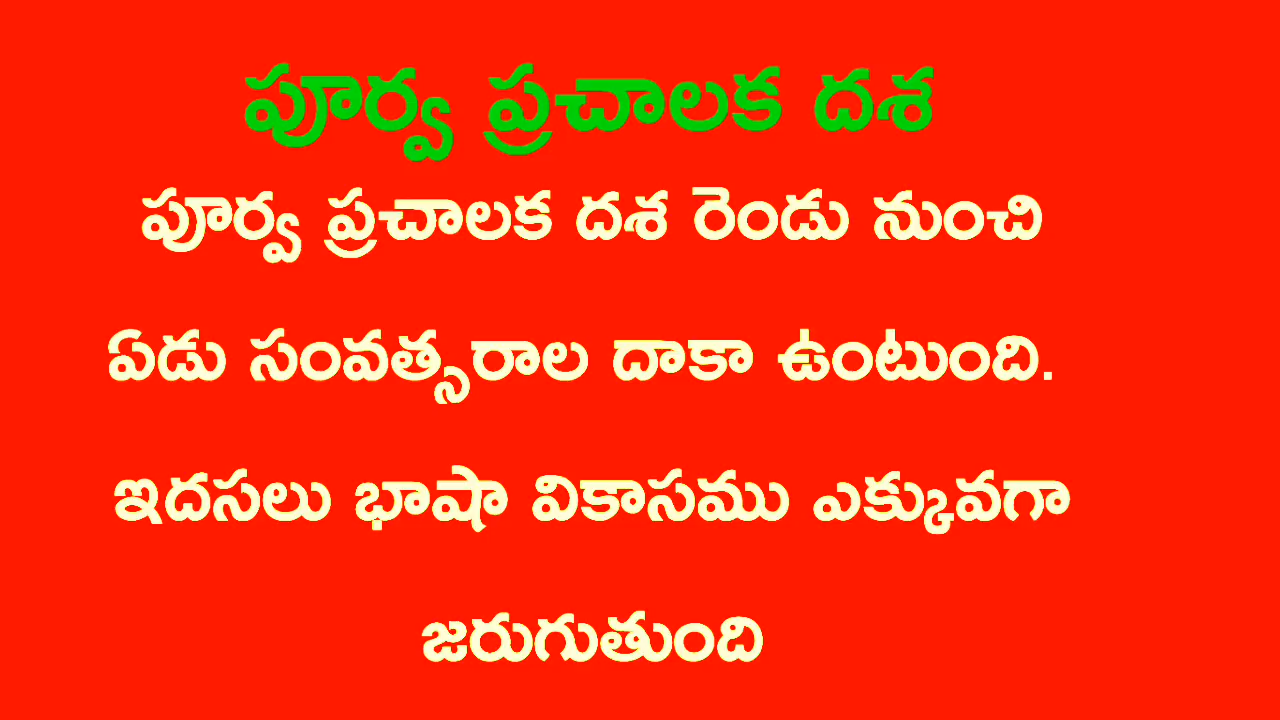 పూర్వ ప్రచాలక దశ
పూర్వ ప్రచాలక దశ రెండు నుంచి
ఏడు సంవత్సరాల దాకా ఉంటుంది.
ఇదసలు భాషా వికాసము ఎక్కువగా
జరుగుతుంది